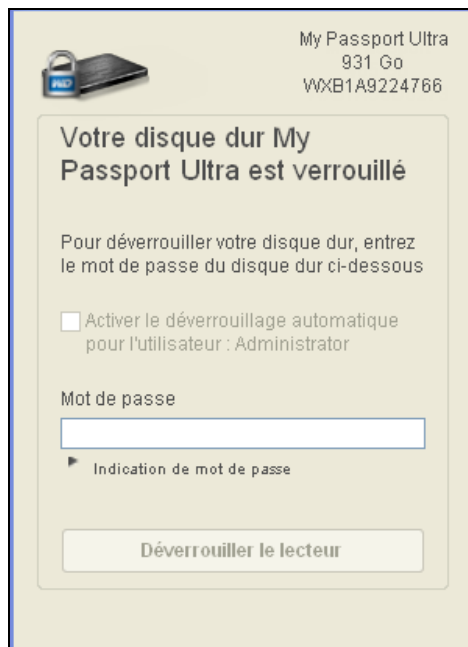 My Passport Ultra
931 Go
WXB1A9224766
WD
Votre disque dur My
Passport Ultra est verrouillé
Pour déverrouiller votre disque dur, entrez
le mot de passe du disque dur ci-dessous
Activer le déverrouillage automatique
pour l'utilisateur : Administrator
Mot de passe
Indication de mot de passe
Déverrouiller le lecteur